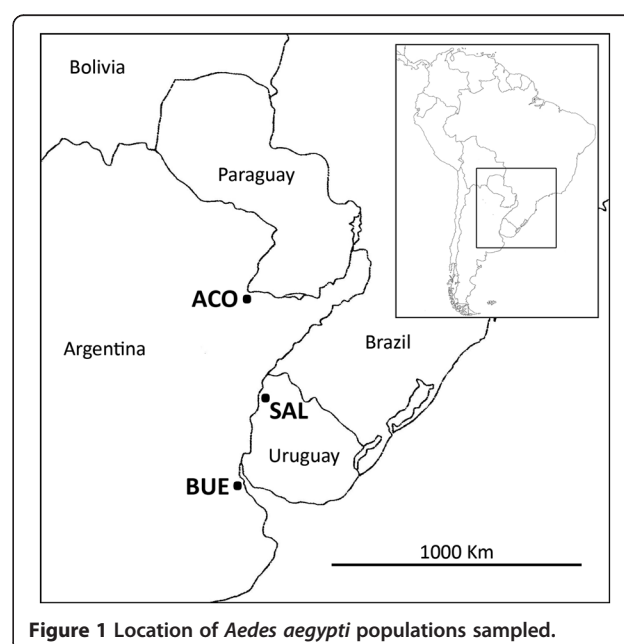 Bolivia
Paraguay
ACO
Argentina
Brazil
SAL
Uruguay
BUE
1000 Km
Figure 1 Location of Aedes aegypti populations sampled.